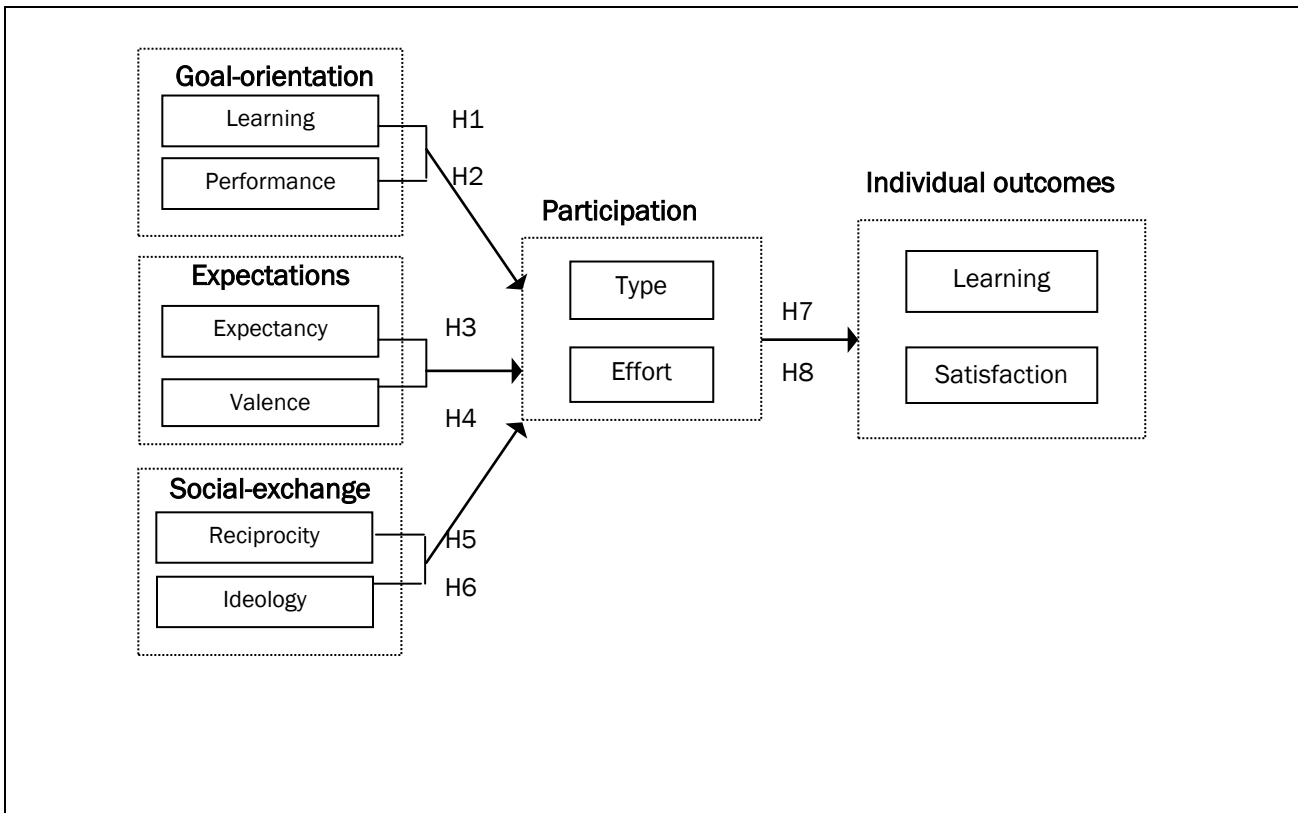 Goal-orientation
Learning
Performance
H1
H2
Expectations
Expectancy
Valence
H3
H4
Social-exchange
Reciprocity
Ideology
H5
H6
Participation
Type
Effort
H7
H8
Individual outcomes
Learning
Satisfaction